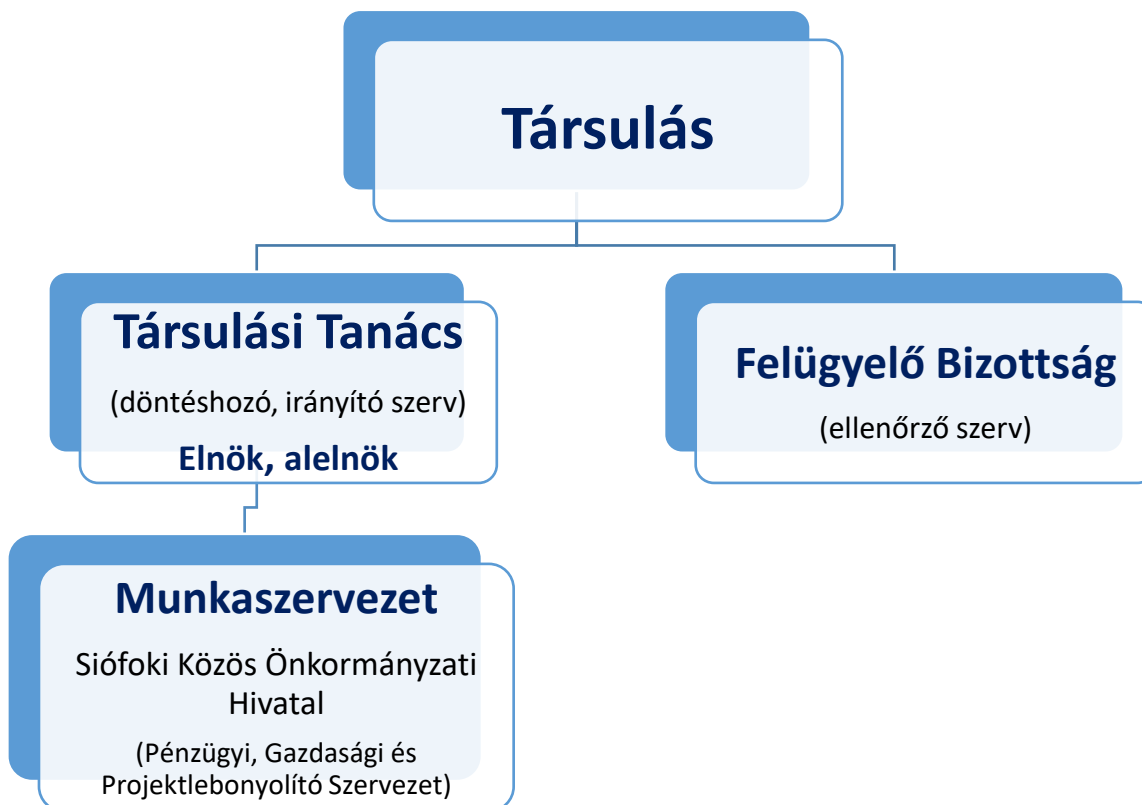 Társulás
Társulási Tanács
(döntéshozó, irányító szerv)
Elnök, alelnök
Felügyelő Bizottság
(ellenőrző szerv)
Munkaszervezet
Siófoki Közös Önkormányzati
Hivatal
(Pénzügyi, Gazdasági és
Projektlebonyolító Szervezet)